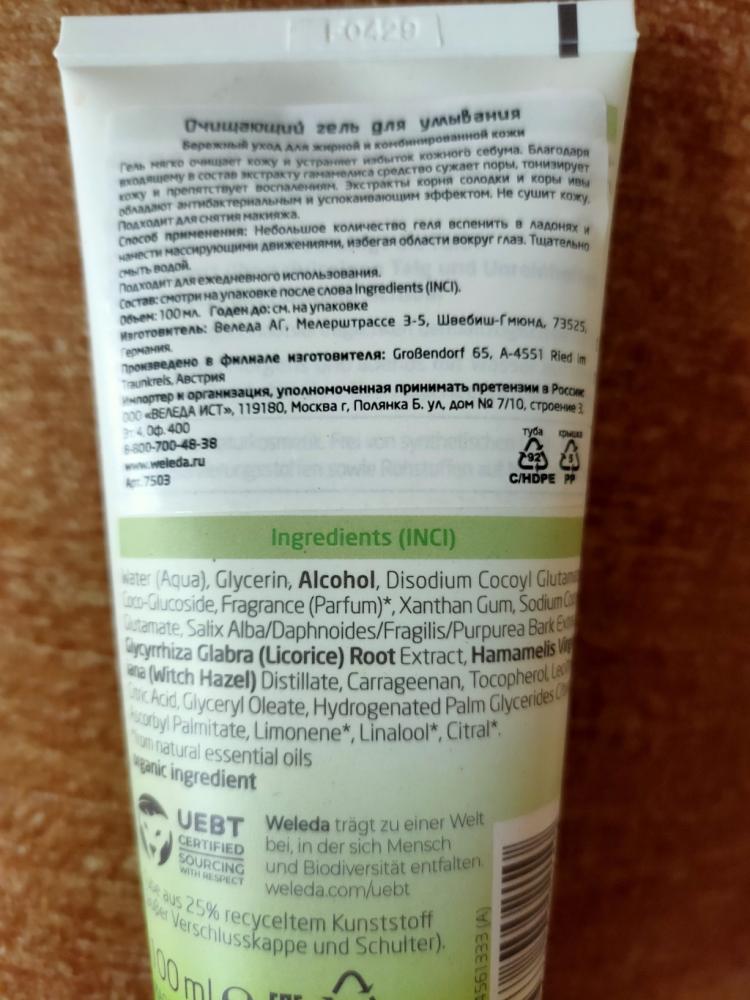 I-0429
Очищающий гель для умывания
Бережный уход для жирной и комбинированной кожи
Гель мягко очищает кожу и устраняет избыток кожного себума. Благодаря
входящему в состав экстракту гамамелиса средство сужает поры, тонизирует
кожу и препятствует воспалениям. Экстракты корня солодки и коры ивы
обладают антибактериальным и успокаивающим эффектом. Не сушит кожу.
Подходит для снятия макияжа.
Способ применения: Небольшое количество геля вспенить в ладонях и
нанести массирующими движениями, избегая области вокруг глаз. Тщательно
смыть водой.
Подходит для ежедневного использования.
Состав: смотри на упаковке после слова Ingredients (INCI).
Объем: 100 мл. Годен до: см. на упаковке
Изготовитель: Веледа АГ, Мелерштрассе 3-5, Швебиш-Гмюнд, 73525,
Германия.
Произведено в филиале изготовителя: Großendorf 65, A-4551 Ried im
Traunkreis, Австрия
Импортер и организация, уполномоченная принимать претензии в России
ООО «ВЕЛЕДА ИСТ», 119180, Москва г, Полянка Б. ул, дом № 7/10, строение 3,
Эт 4, Оф. 400
8-800-700-48-38
www.weleda.ru
Арт. 7503
туба крышка
92 5
C/HDPE PP
Ingredients (INCI)
Water (Aqua), Glycerin, Alcohol, Disodium Cocoyl
Coco-Glucoside, Fragrance (Parfum)*, Xanthan Gum, Sodium
Glutamate, Salix Alba/Daphnoides/Fragilis/Purpurea Bark
Glycyrrhiza Glabra (Licorice) Root Extract, Hamamelis
iana (Witch Hazel) Distillate, Carrageenan, Tocopherol,
Citric Acid, Glyceryl Oleate, Hydrogenated Palm Glycerides
Ascorbyl Palmitate, Limonene*, Linalool*, Citral*.
*from natural essential oils
organic ingredient
UEBT
CERTIFIED
SOURCING
WITH RESPECT
Weleda trägt zu einer Welt
bei, in der sich Mensch
und Biodiversität entfalten.
weleda.com/uebt
aus 25% recyceltem Kunststoff
Verschlusskappe und Schulter).
100 ml
4561333 (A)